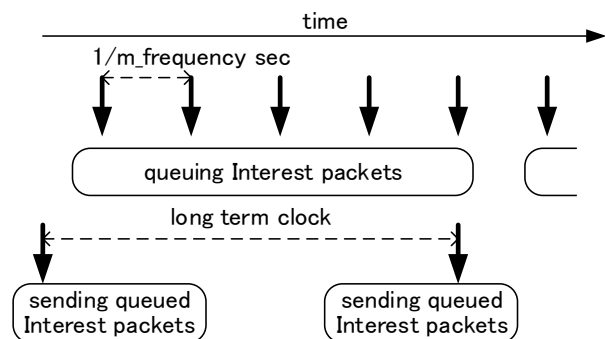 time
1/m_frequency sec
queuing Interest packets
long term clock
sending queued
Interest packets
sending queued
Interest packets